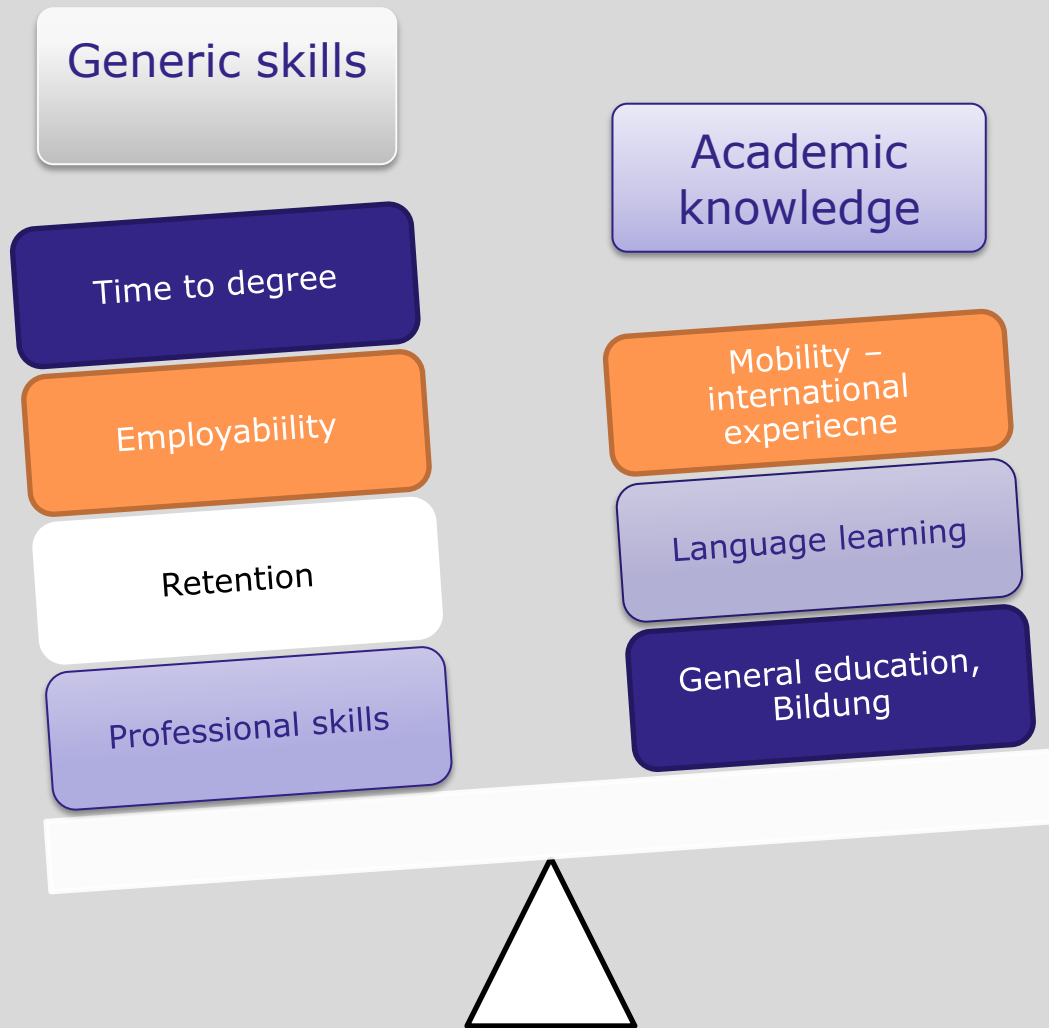 Generic skills
Time to degree
Employabiility
Retention
Professional skills
Academic
knowledge
Mobility –
international
experiecne
Language learning
General education,
Bildung